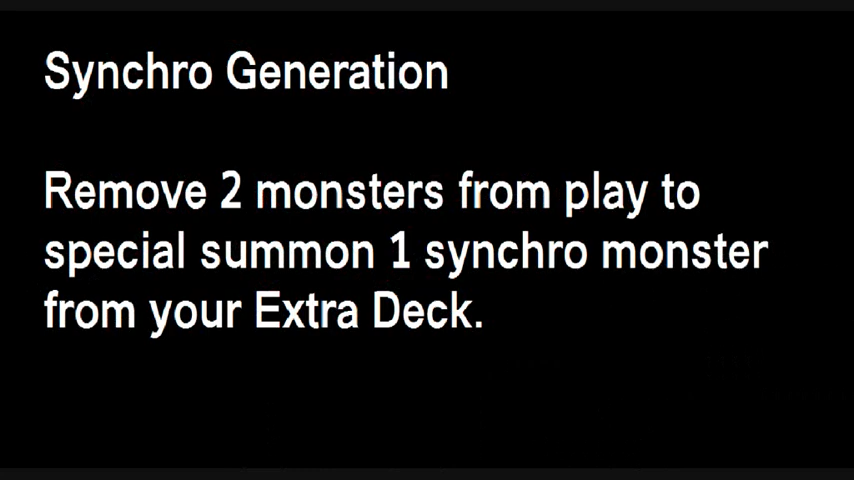 Synchro Generation
Remove 2 monsters from play to
special summon 1 synchro monster
from your Extra Deck.